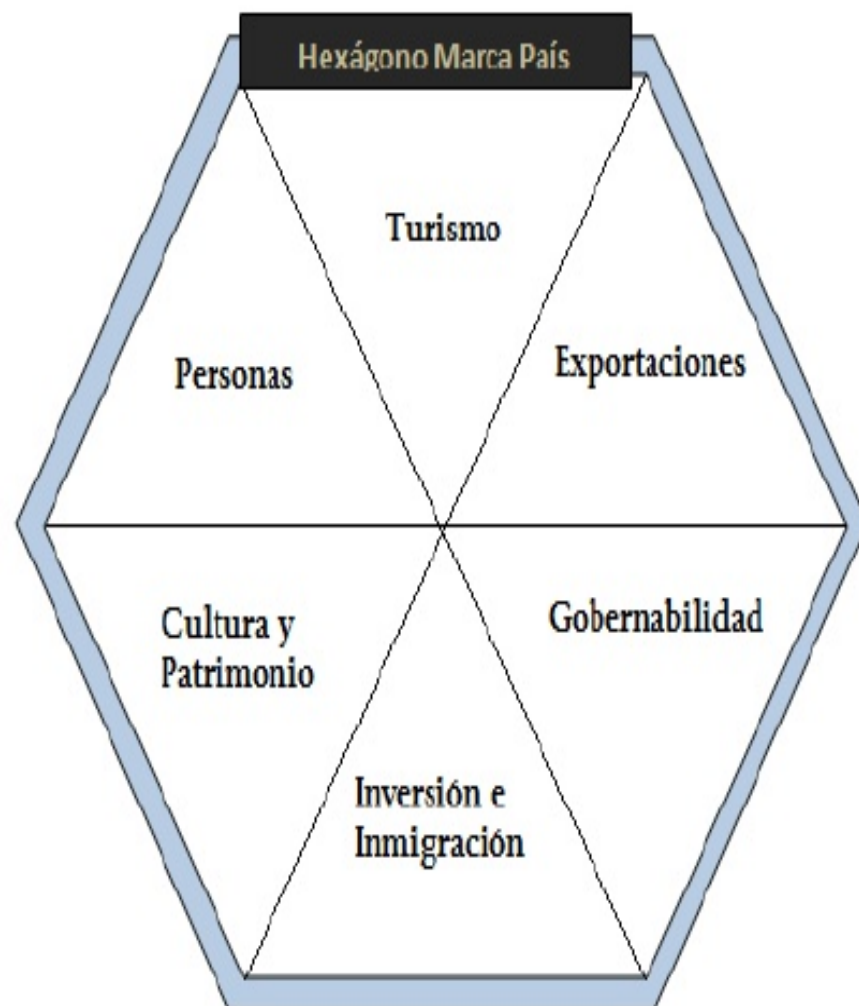 Hexágono Marca País
Turismo
Personas
Exportaciones
Cultura y
Patrimonio
Gobernabilidad
Inversión e
Inmigración